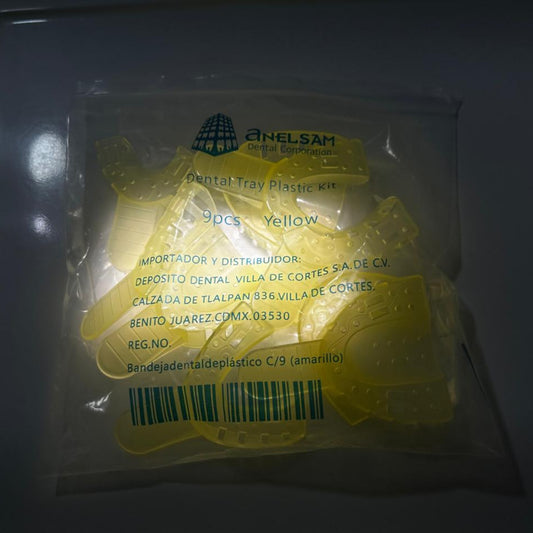 ANELSAM
Dental Corporation
Dental Tray Plastic Kit
9pcs Yellow
IMPORTADOR Y DISTRIBUIDOR:
DEPOSITO DENTAL VILLA DE CORTES S.A. DE C.V.
CALZADA DE TLALPAN 836.VILLA.DE CORTES,
BENITO JUAREZ.CDMX.03530
REG.NO.
Bandejadentaldeplástico C/9 (amarillo)